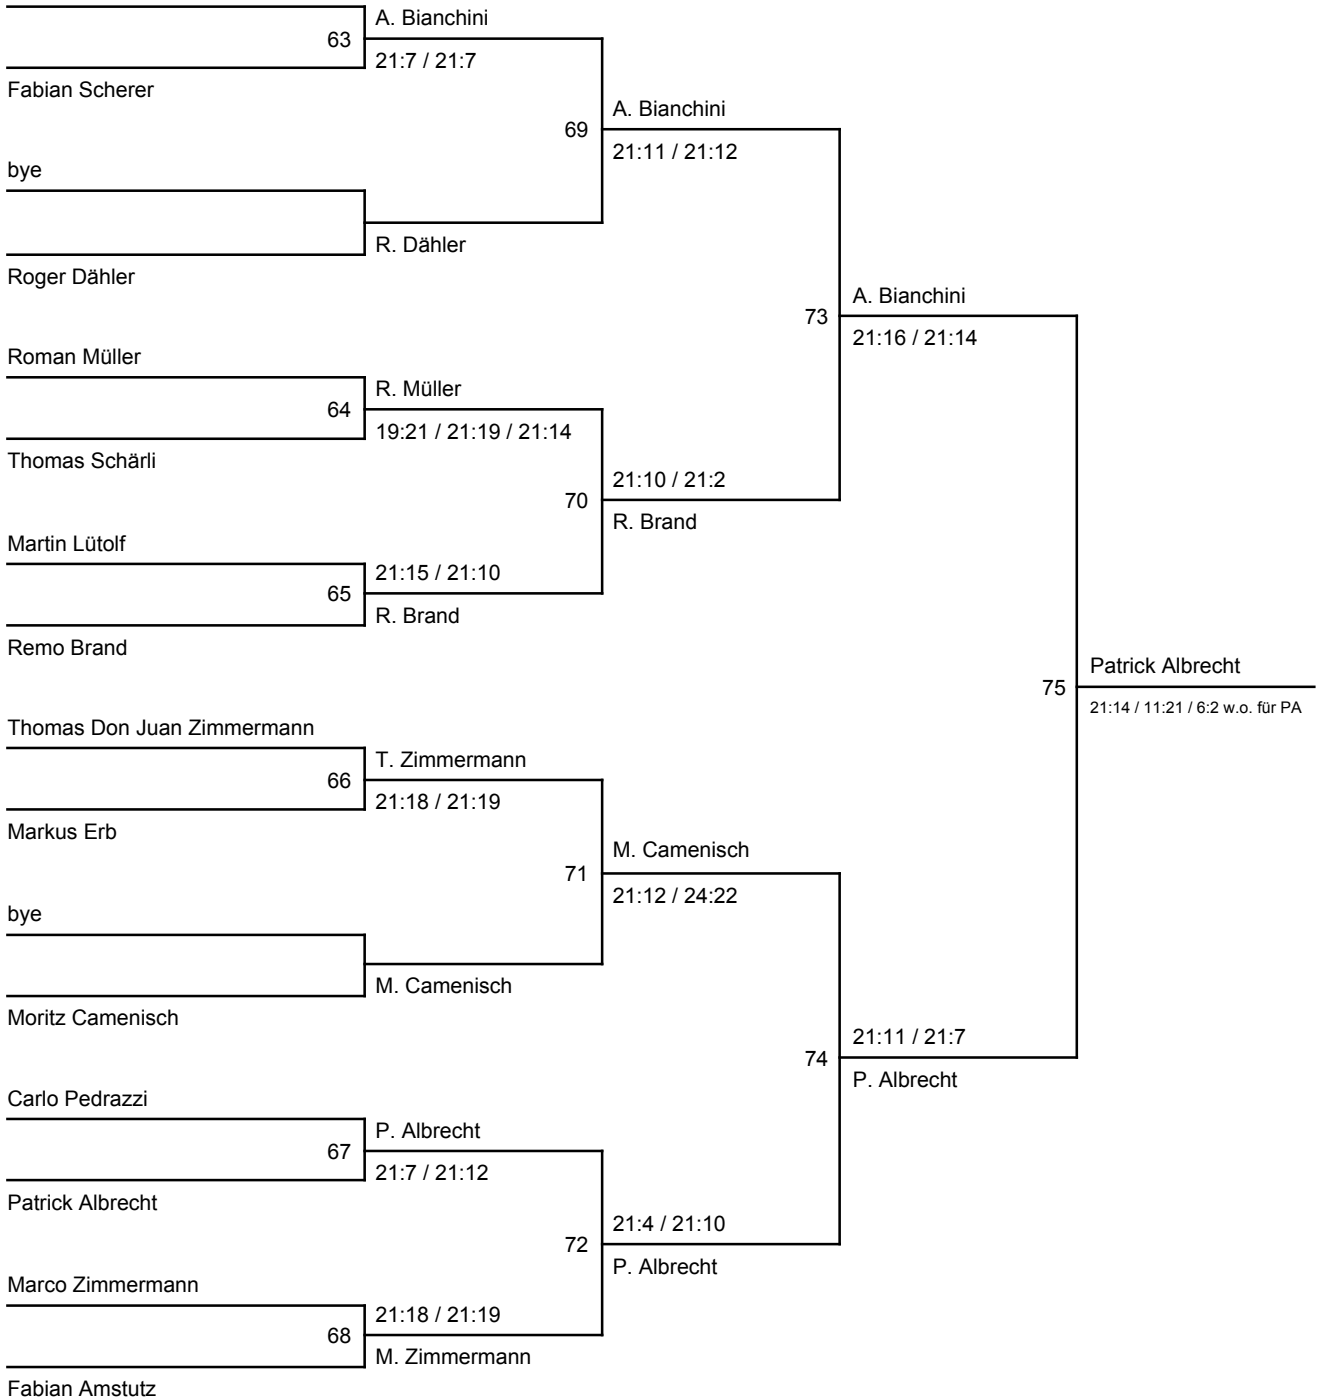 A. Bianchini
63
21:7 / 21:7
Fabian Scherer
A. Bianchini
69
21:11 / 21:12
bye
R. Dähler
Roger Dähler
A. Bianchini
73
21:16 / 21:14
Roman Müller
R. Müller
64
19:21 / 21:19 / 21:14
Thomas Schärli
21:10 / 21:2
70
R. Brand
Martin Lütolf
21:15 / 21:10
65
R. Brand
Remo Brand
Patrick Albrecht
75
21:14 / 11:21 / 6:2 w.o. für PA
Thomas Don Juan Zimmermann
T. Zimmermann
66
21:18 / 21:19
Markus Erb
M. Camenisch
71
21:12 / 24:22
bye
M. Camenisch
Moritz Camenisch
21:11 / 21:7
74
P. Albrecht
Carlo Pedrazzi
P. Albrecht
67
21:7 / 21:12
Patrick Albrecht
21:4 / 21:10
72
P. Albrecht
Marco Zimmermann
21:18 / 21:19
68
M. Zimmermann
Fabian Amstutz